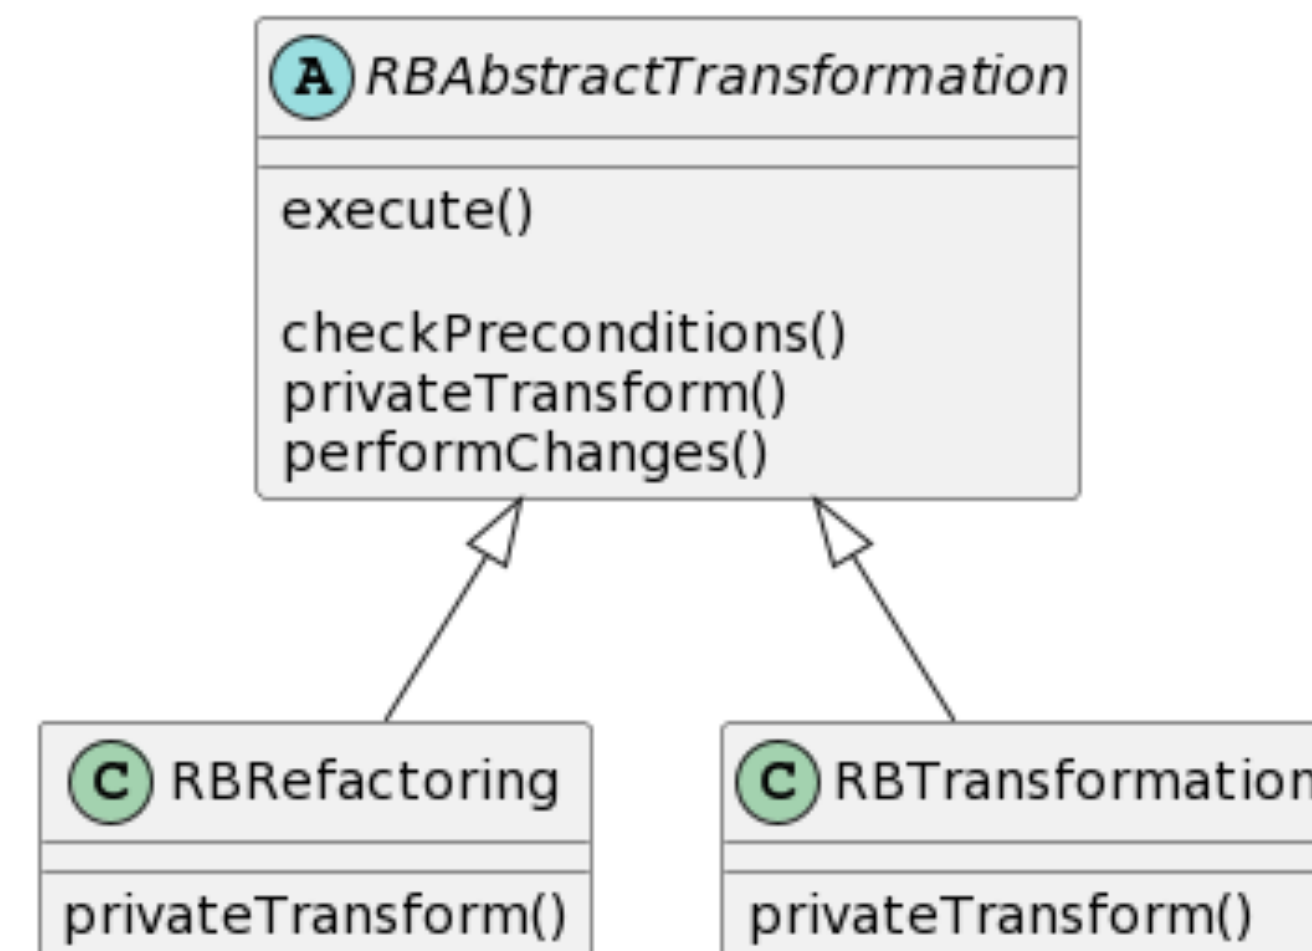 A RBAbstractTransformation
execute()
checkPreconditions()
privateTransform()
performChanges()
C RBRefactoring
C RBTransformation
privateTransform()
privateTransform()